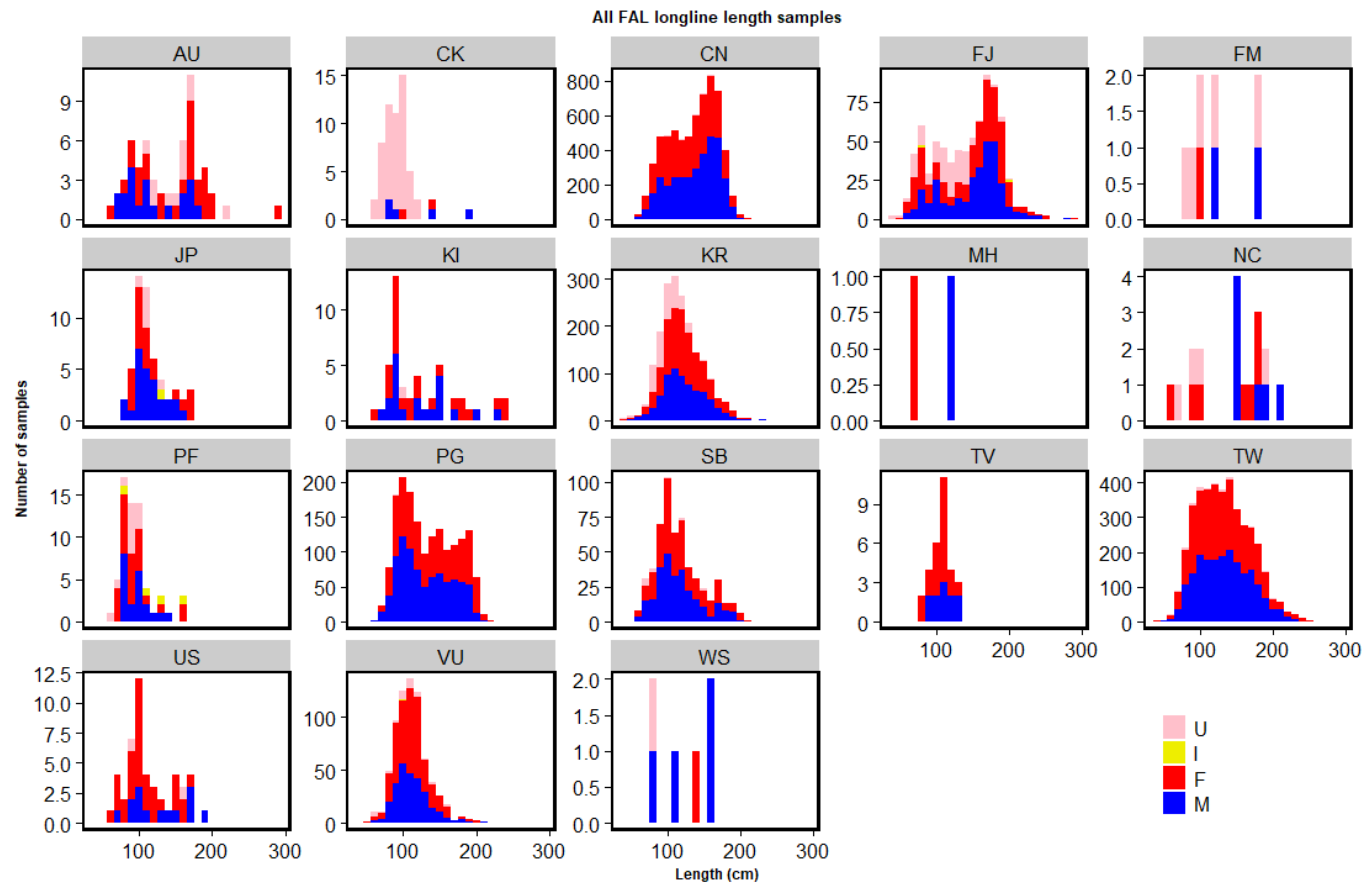 All FAL longline length samples
AU CK CN FJ FM
0 3 6 9
0 5 10 15
0 200 400 600 800
0 25 50 75
0.0 0.5 1.0 1.5 2.0
JP KI KR MH NC
0 5 10
0 5 10
0 100 200 300
0.00 0.25 0.50 0.75 1.00
0 1 2 3 4
PF PG SB TV TW
0 5 10 15
0 50 100 150 200
0 25 50 75 100
0 3 6 9
0 100 200 300 400
100 200 300
100 200 300
US VU WS
0.0 2.5 5.0 7.5 10.0 12.5
0 50 100
0.0 0.5 1.0 1.5 2.0
100 200 300
100 200 300
100 200 300
Number of samples
Length (cm)
U
I
F
M